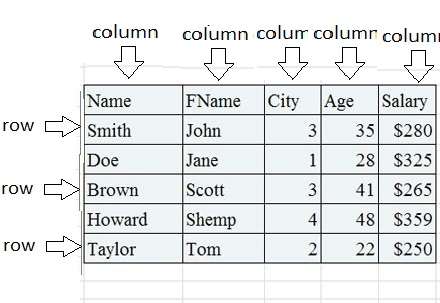 column column colum column colum
Name FName City Age Salary
row Smith John 3 35 $280
Doe Jane 1 28 $325
row Brown Scott 3 41 $265
Howard Shemp 4 48 $359
row Taylor Tom 2 22 $250